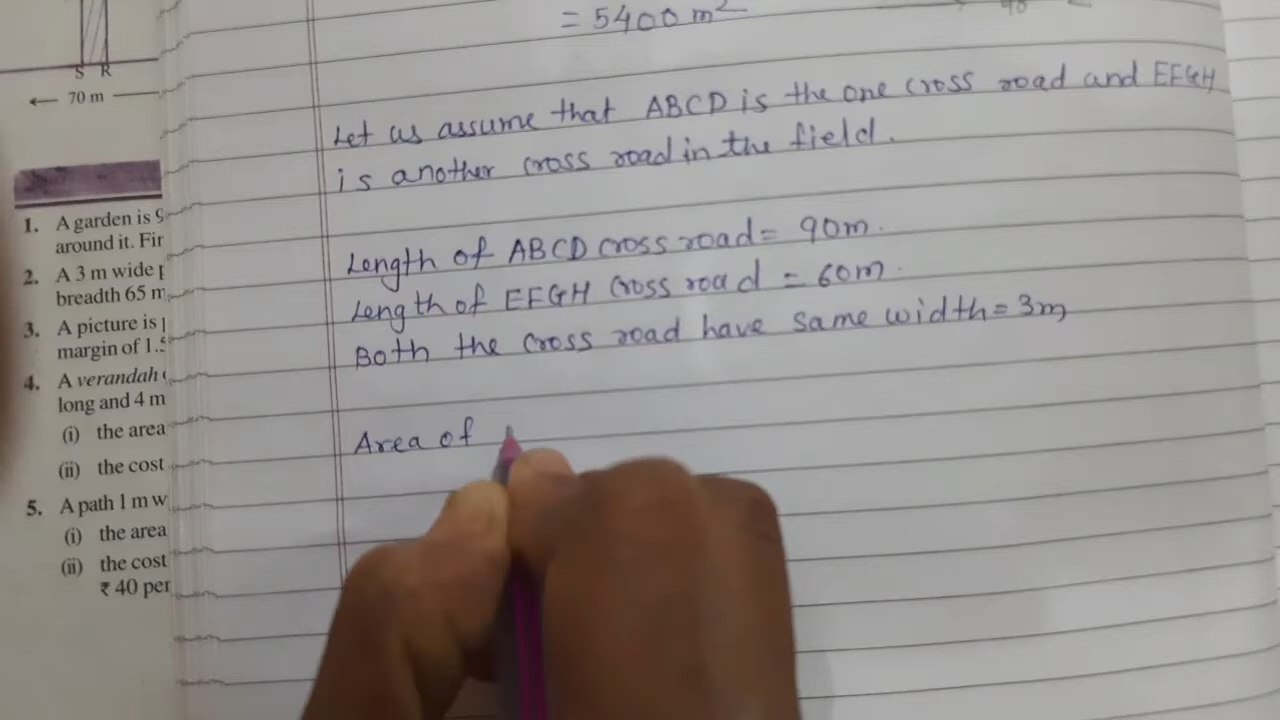 = 5400 m²
S R
← 70 m
Let us assume that ABCD is the one cross road and EFGH
is another cross road in the field.
Length of ABCD cross road = 90m.
Length of EFGH cross road = 60m.
Both the cross road have same width = 3m
Area of
1. A garden is 9
around it. Fin
2. A 3 m wide p
breadth 65 m
3. A picture is p
margin of 1.5
4. A verandah
long and 4 m
(i) the area
(ii) the cost
5. A path 1 m w
(i) the area
(ii) the cost
₹ 40 per